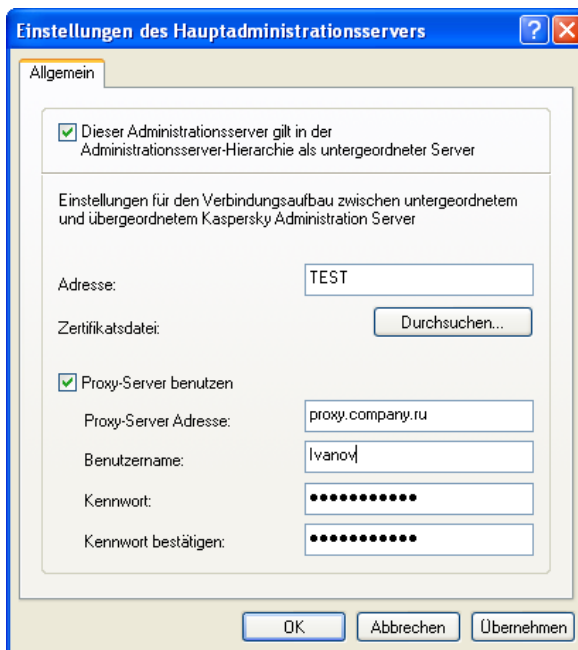 Einstellungen des Hauptadministrationsservers
Allgemein
Dieser Administrationsserver gilt in der
Administrationsserver-Hierarchie als untergeordneter Server
Einstellungen für den Verbindungsaufbau zwischen untergeordnetem
und übergeordnetem Kaspersky Administration Server
Adresse: TEST
Zertifikatsdatei: Durchsuchen...
Proxy-Server benutzen
Proxy-Server Adresse: proxy.company.ru
Benutzername: Ivanov
Kennwort: ●●●●●●●●●●●
Kennwort bestätigen: ●●●●●●●●●●●
OK Abbrechen Übernehmen